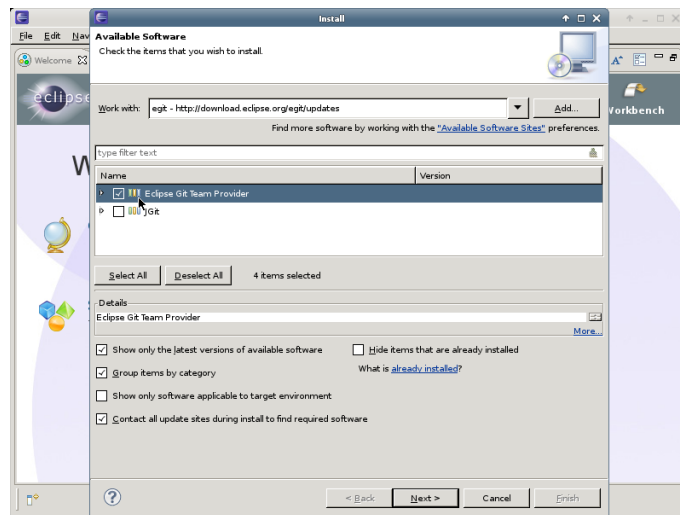 Install
File Edit Nav
Available Software
Check the items that you wish to install.
Welcome
eclipse
Workbench
Work with: egit - http://download.eclipse.org/egit/updates
Add...
Find more software by working with the "Available Software Sites" preferences.
type filter text
W
Name Version
Eclipse Git Team Provider
JGit
Select All Deselect All 4 items selected
Details
Eclipse Git Team Provider
More...
Show only the latest versions of available software Hide items that are already installed
Group items by category What is already installed?
Show only software applicable to target environment
Contact all update sites during install to find required software
< Back Next > Cancel Finish